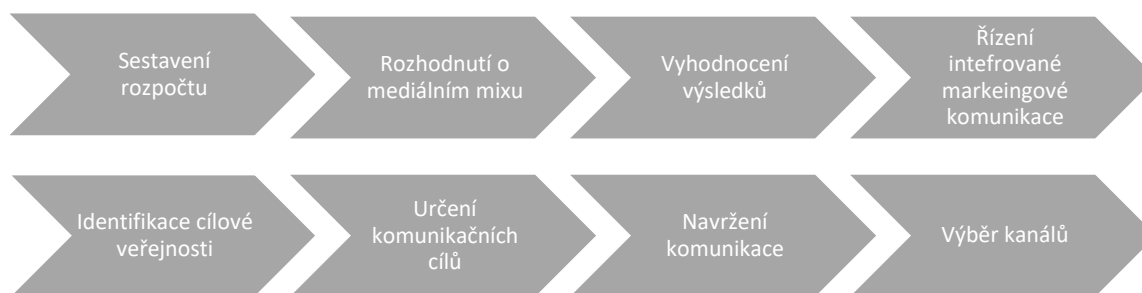 Sestavení
rozpočtu
Rozhodnutí o
mediálním mixu
Vyhodnocení
výsledků
Řízení
intefrované
markeingové
komunikace
Identifikace cílové
veřejnosti
Určení
komunikačních
cílů
Navržení
komunikace
Výběr kanálů